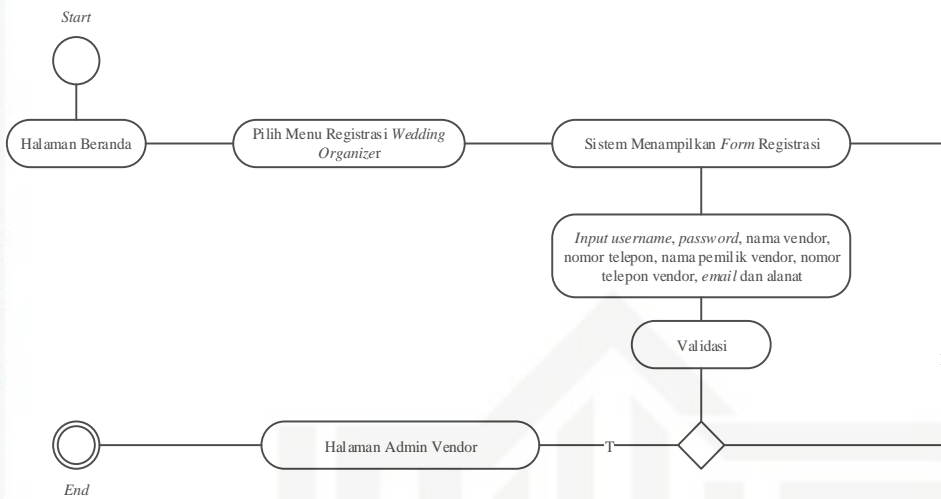 Start
Halaman Beranda
Pilih Menu Registrasi Wedding
Organizer
Sistem Menampilkan Form Registrasi
Input username, password, nama vendor,
nomor telepon, nama pemilik vendor, nomor
telepon vendor, email dan alanat
Validasi
T
Halaman Admin Vendor
End